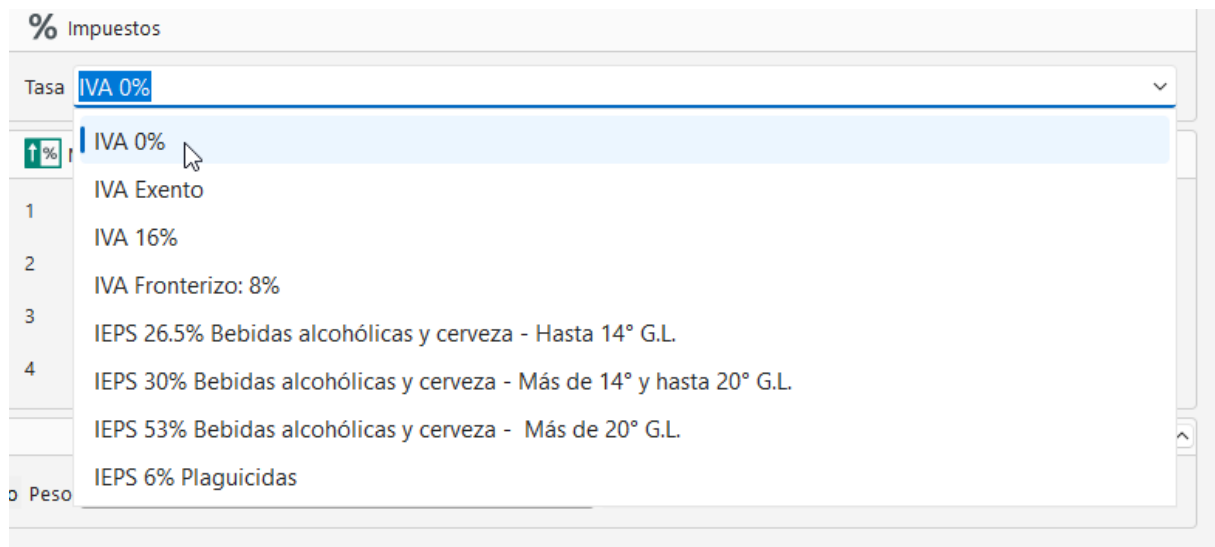 % Impuestos
Tasa IVA 0%
IVA 0%
%
IVA Exento
1
IVA 16%
2
IVA Fronterizo: 8%
3
IEPS 26.5% Bebidas alcohólicas y cerveza - Hasta 14° G.L.
4
IEPS 30% Bebidas alcohólicas y cerveza - Más de 14° y hasta 20° G.L.
IEPS 53% Bebidas alcohólicas y cerveza -  Más de 20° G.L.
IEPS 6% Plaguicidas
Peso